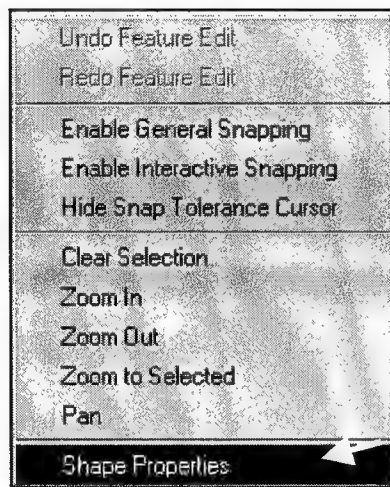 Undo Feature Edit
Redo Feature Edit
Enable General Snapping
Enable Interactive Snapping
Hide Snap Tolerance Cursor
Clear Selection
Zoom In
Zoom Out
Zoom to Selected
Pan
Shape Properties